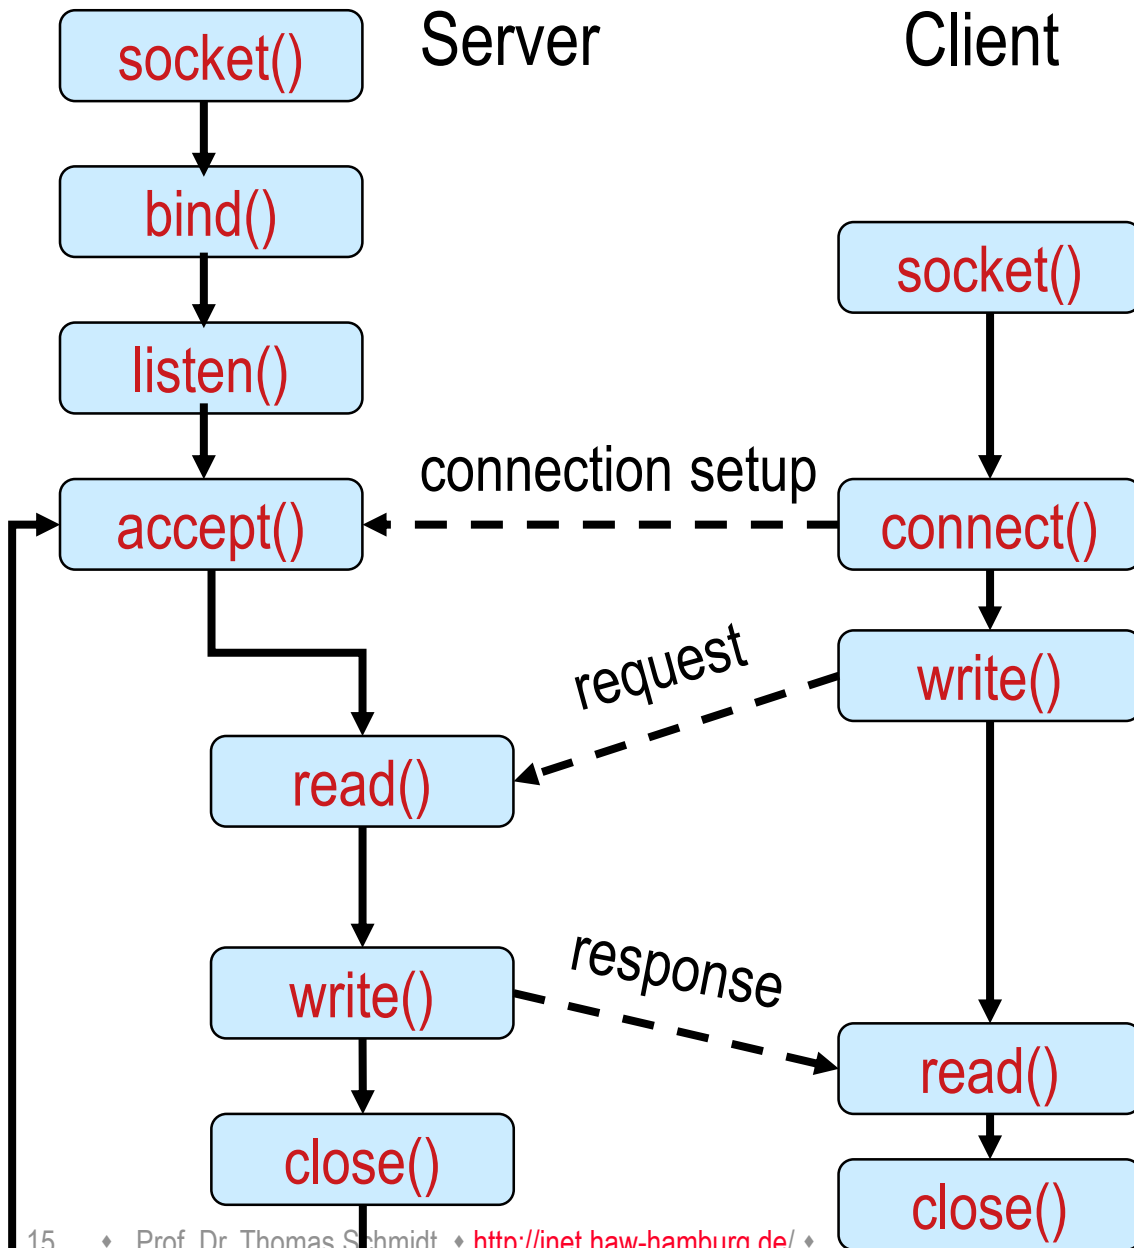 Server
Client
socket()
bind()
listen()
accept()
read()
write()
close()
connection setup
request
response
socket()
connect()
write()
read()
close()
15 ♦ Prof. Dr. Thomas Schmidt ♦ http://inet.haw-hamburg.de/ ♦